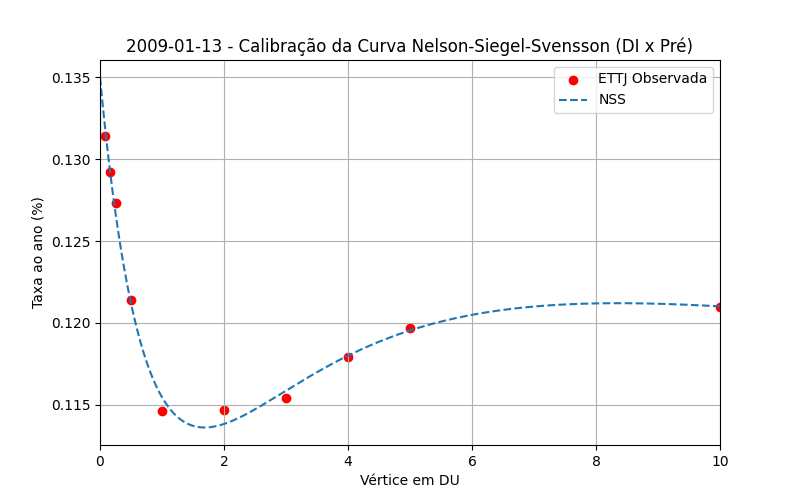 2009-01-13 - Calibração da Curva Nelson-Siegel-Svensson (DI x Pré)
ETTJ Observada
NSS
Taxa ao ano (%)
0.135
0.130
0.125
0.120
0.115
0 2 4 6 8 10
Vértice em DU